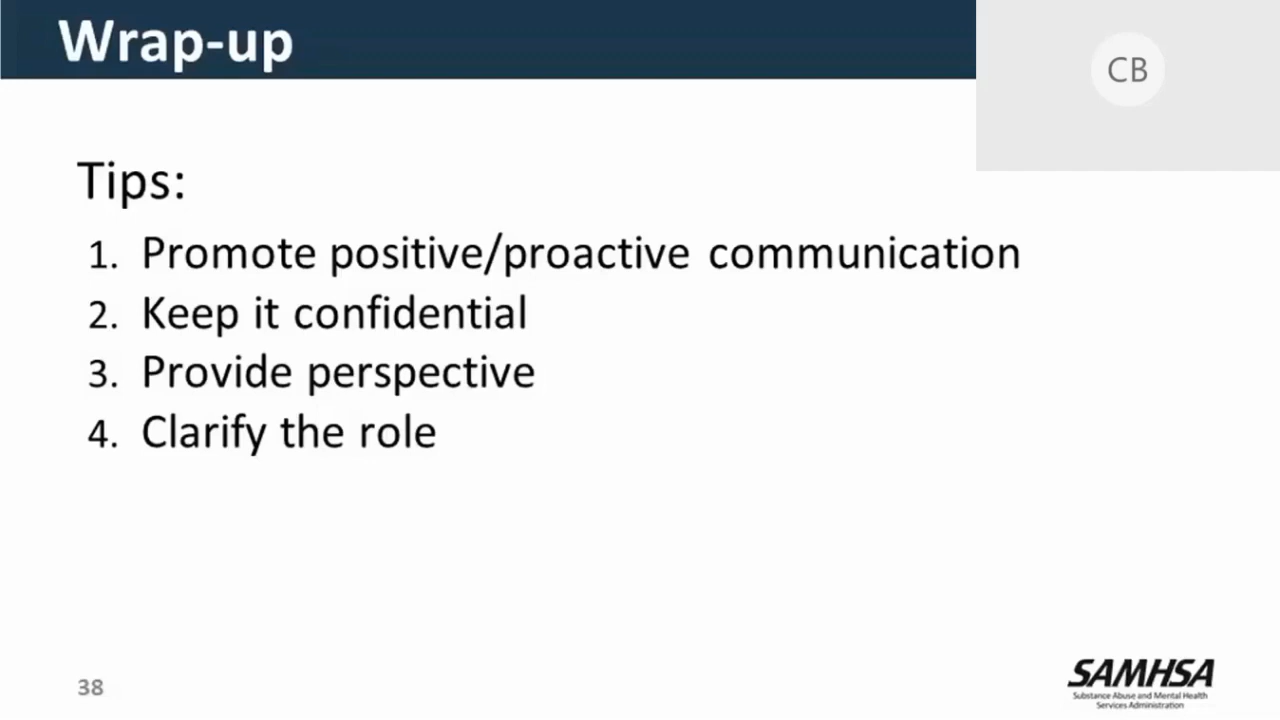 Wrap-up
CB
Tips:
1. Promote positive/proactive communication
2. Keep it confidential
3. Provide perspective
4. Clarify the role
38
SAMHSA
Substance Abuse and Mental Health
Services Administration